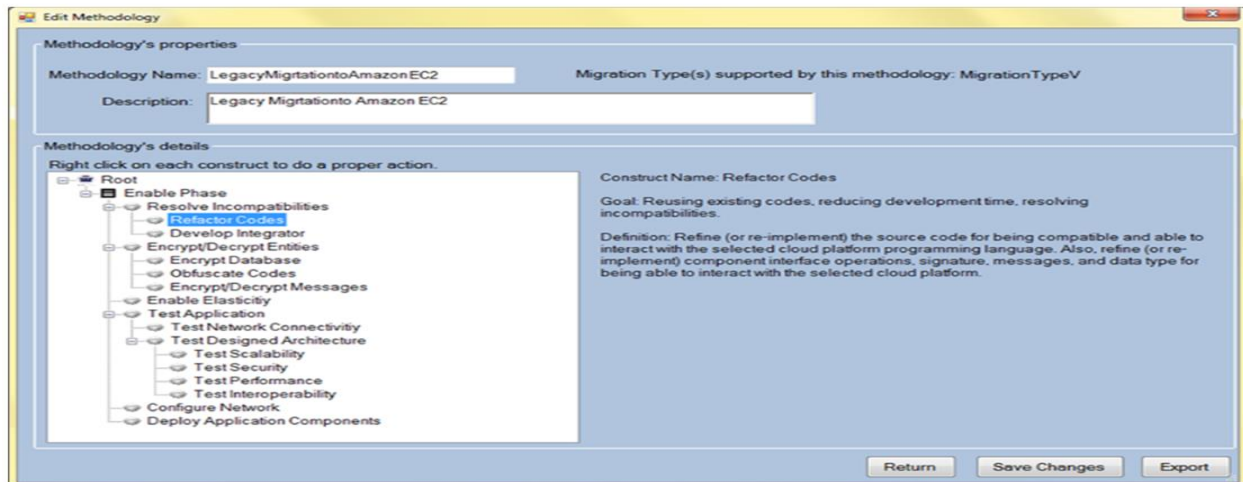 Edit Methodology
Methodology's properties
Methodology Name: LegacyMigrtationtoAmazonEC2
Migration Type(s) supported by this methodology: MigrationTypeV
Description: Legacy Migrtationto Amazon EC2
Methodology's details
Right click on each construct to do a proper action.
Root
Enable Phase
Resolve Incompatibilities
Refactor Codes
Develop Integrator
Encrypt/Decrypt Entities
Encrypt Database
Obfuscate Codes
Encrypt/Decrypt Messages
Enable Elasticitiy
Test Application
Test Network Connectivitiy
Test Designed Architecture
Test Scalability
Test Security
Test Performance
Test Interoperability
Configure Network
Deploy Application Components
Construct Name: Refactor Codes
Goal: Reusing existing codes, reducing development time, resolving
incompatibilities.
Definition: Refine (or re-implement) the source code for being compatible and able to
interact with the selected cloud platform programming language. Also, refine (or re-
implement) component interface operations, signature, messages, and data type for
being able to interact with the selected cloud platform.
Return
Save Changes
Export